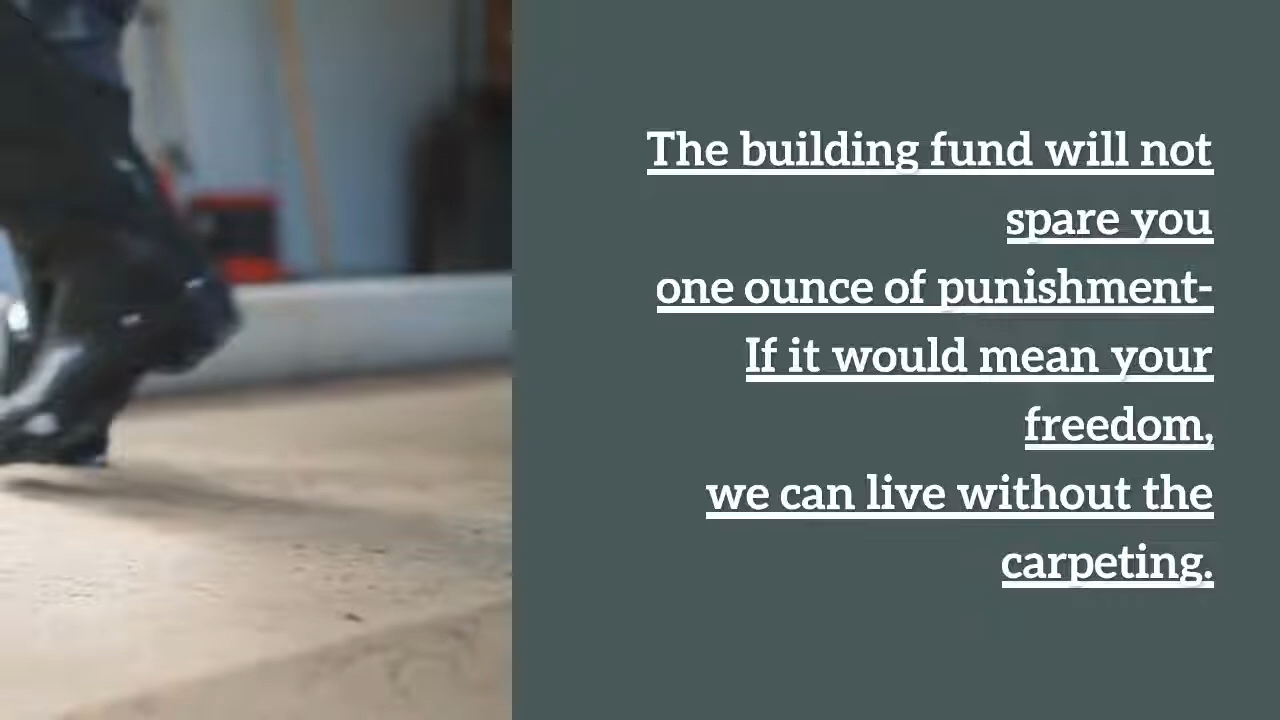 The building fund will not
spare you
one ounce of punishment-
If it would mean your
freedom,
we can live without the
carpeting.